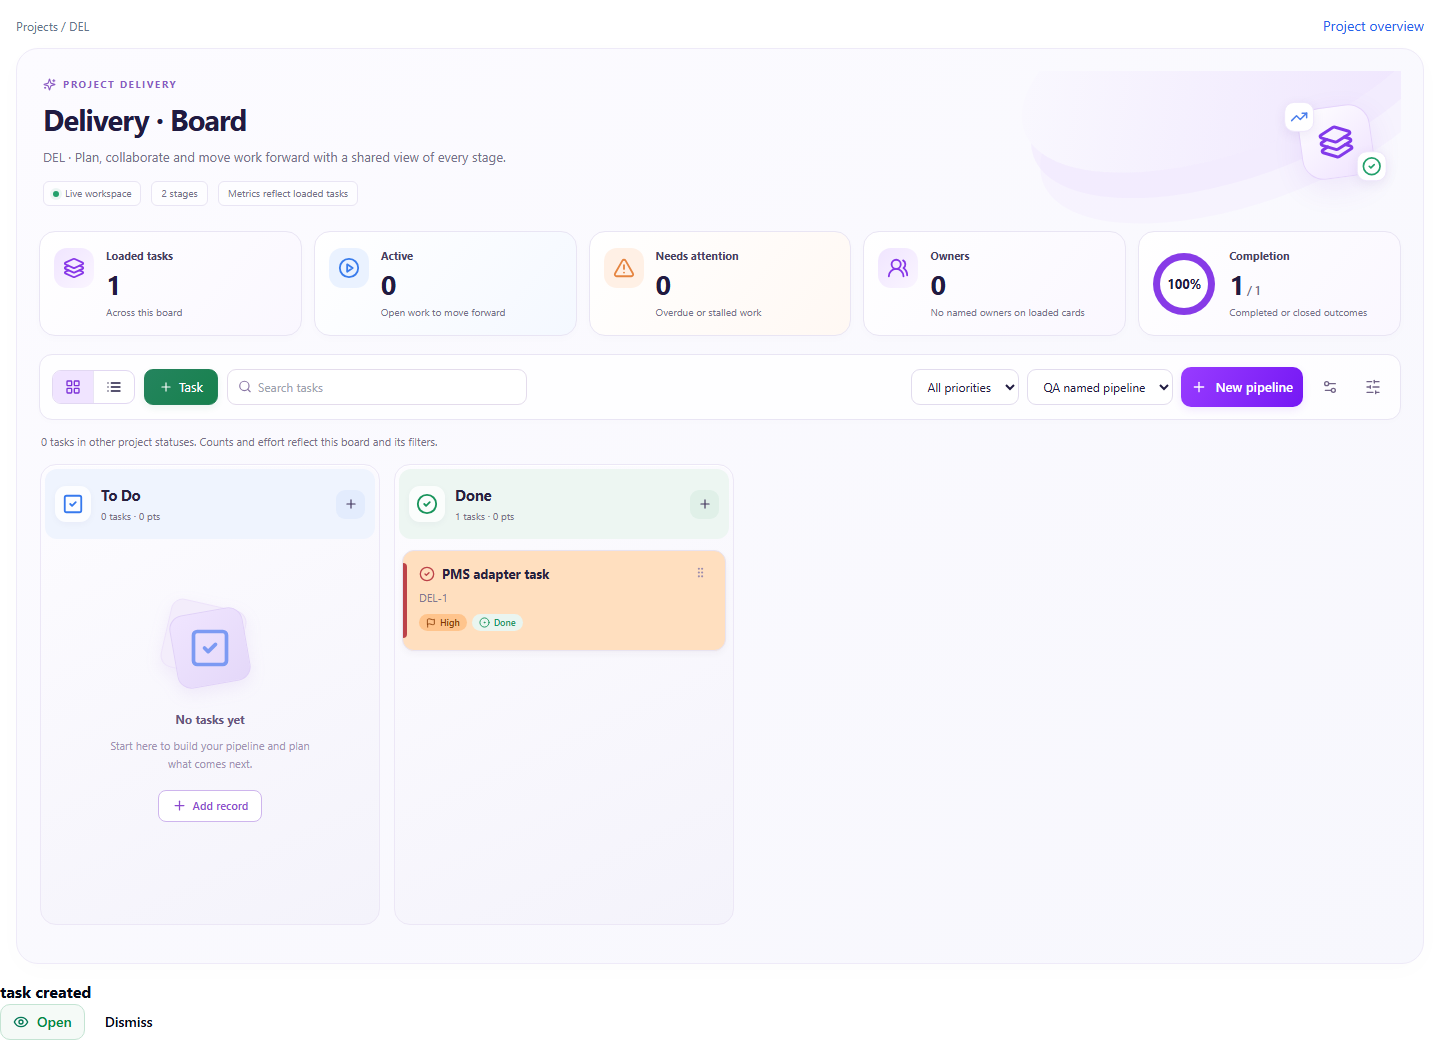 Projects / DEL
Project overview
PROJECT DELIVERY
Delivery · Board
DEL · Plan, collaborate and move work forward with a shared view of every stage.
Live workspace
2 stages
Metrics reflect loaded tasks
Loaded tasks
1
Across this board
Active
0
Open work to move forward
Needs attention
0
Overdue or stalled work
Owners
0
No named owners on loaded cards
100%
Completion
1 / 1
Completed or closed outcomes
Task
Search tasks
All priorities
QA named pipeline
New pipeline
0 tasks in other project statuses. Counts and effort reflect this board and its filters.
To Do
0 tasks · 0 pts
No tasks yet
Start here to build your pipeline and plan
what comes next.
Add record
Done
1 tasks · 0 pts
PMS adapter task
DEL-1
High
Done
task created
Open
Dismiss